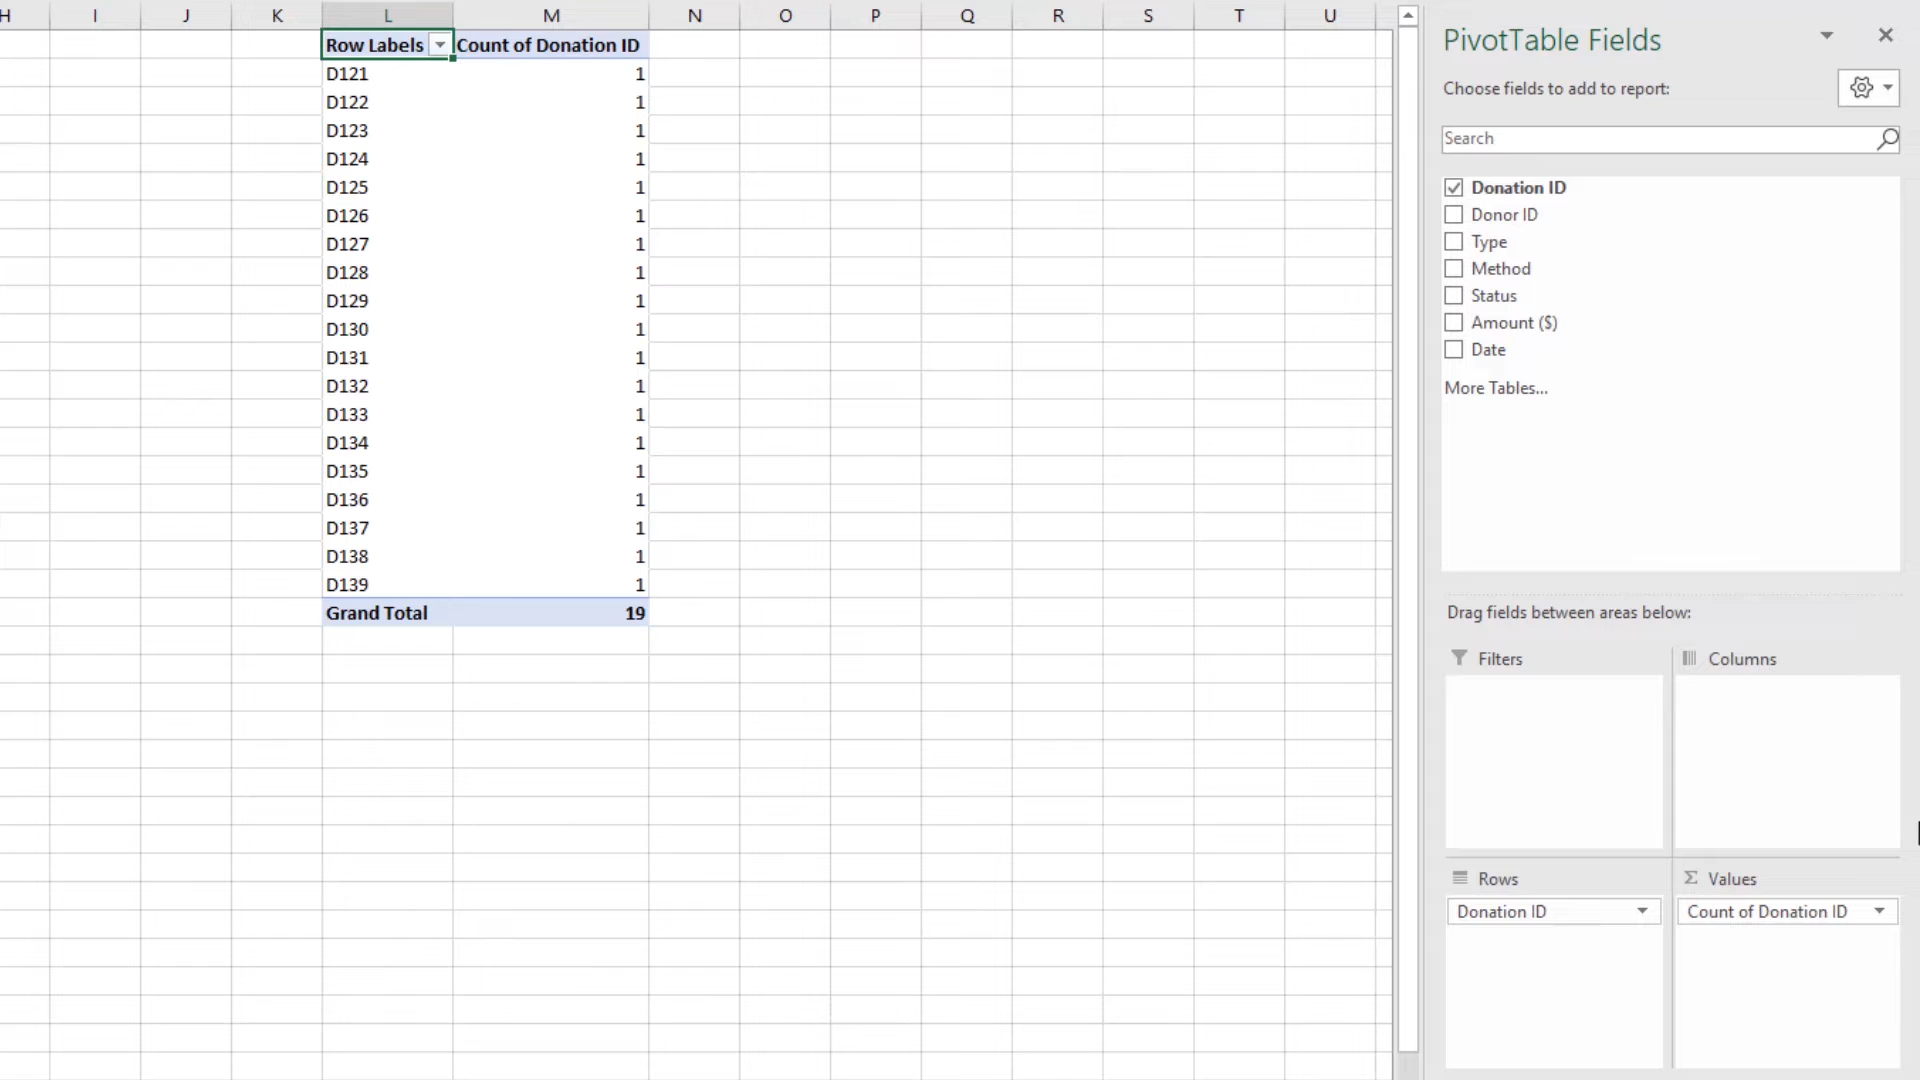 H I J K L M N O P Q R S T U
Row Labels Count of Donation ID
D121 1
D122 1
D123 1
D124 1
D125 1
D126 1
D127 1
D128 1
D129 1
D130 1
D131 1
D132 1
D133 1
D134 1
D135 1
D136 1
D137 1
D138 1
D139 1
Grand Total 19
PivotTable Fields
Choose fields to add to report:
Search
Donation ID
Donor ID
Type
Method
Status
Amount ($)
Date
More Tables...
Drag fields between areas below:
Filters
Columns
Rows
Donation ID
Σ Values
Count of Donation ID